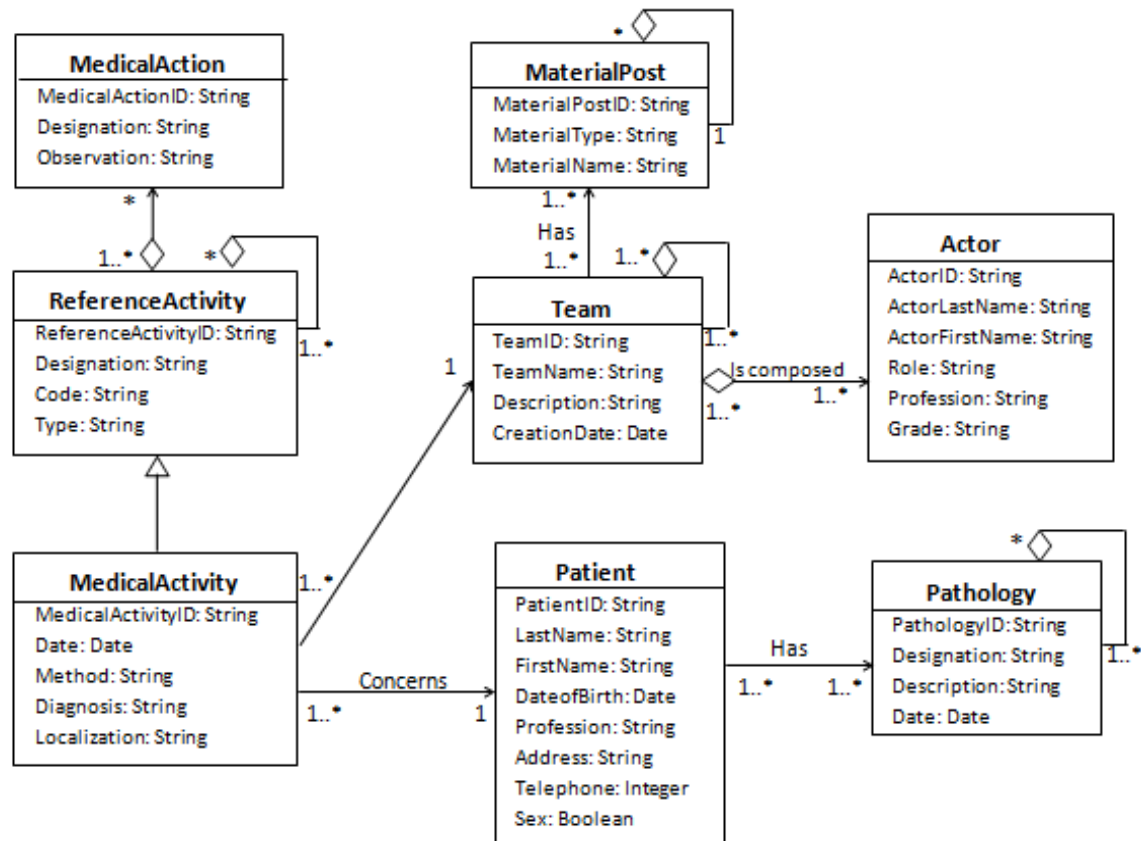 MedicalAction
MedicalActionID: String
Designation: String
Observation: String
*
1..*
*
ReferenceActivity
ReferenceActivityID: String
Designation: String
Code: String
Type: String
1..*
MedicalActivity
MedicalActivityID: String
Date: Date
Method: String
Diagnosis: String
Localization: String
1..*
1
Concerns
1..*
1
*
MaterialPost
MaterialPostID: String
MaterialType: String
MaterialName: String
1
1..*
Has
1..*
1..*
Team
TeamID: String
TeamName: String
Description: String
CreationDate: Date
1..*
Is composed
1..*
1..*
Actor
ActorID: String
ActorLastName: String
ActorFirstName: String
Role: String
Profession: String
Grade: String
Patient
PatientID: String
LastName: String
FirstName: String
DateofBirth: Date
Profession: String
Address: String
Telephone: Integer
Sex: Boolean
Has
1..*
1..*
*
Pathology
PathologyID: String
Designation: String
Description: String
Date: Date
1..*